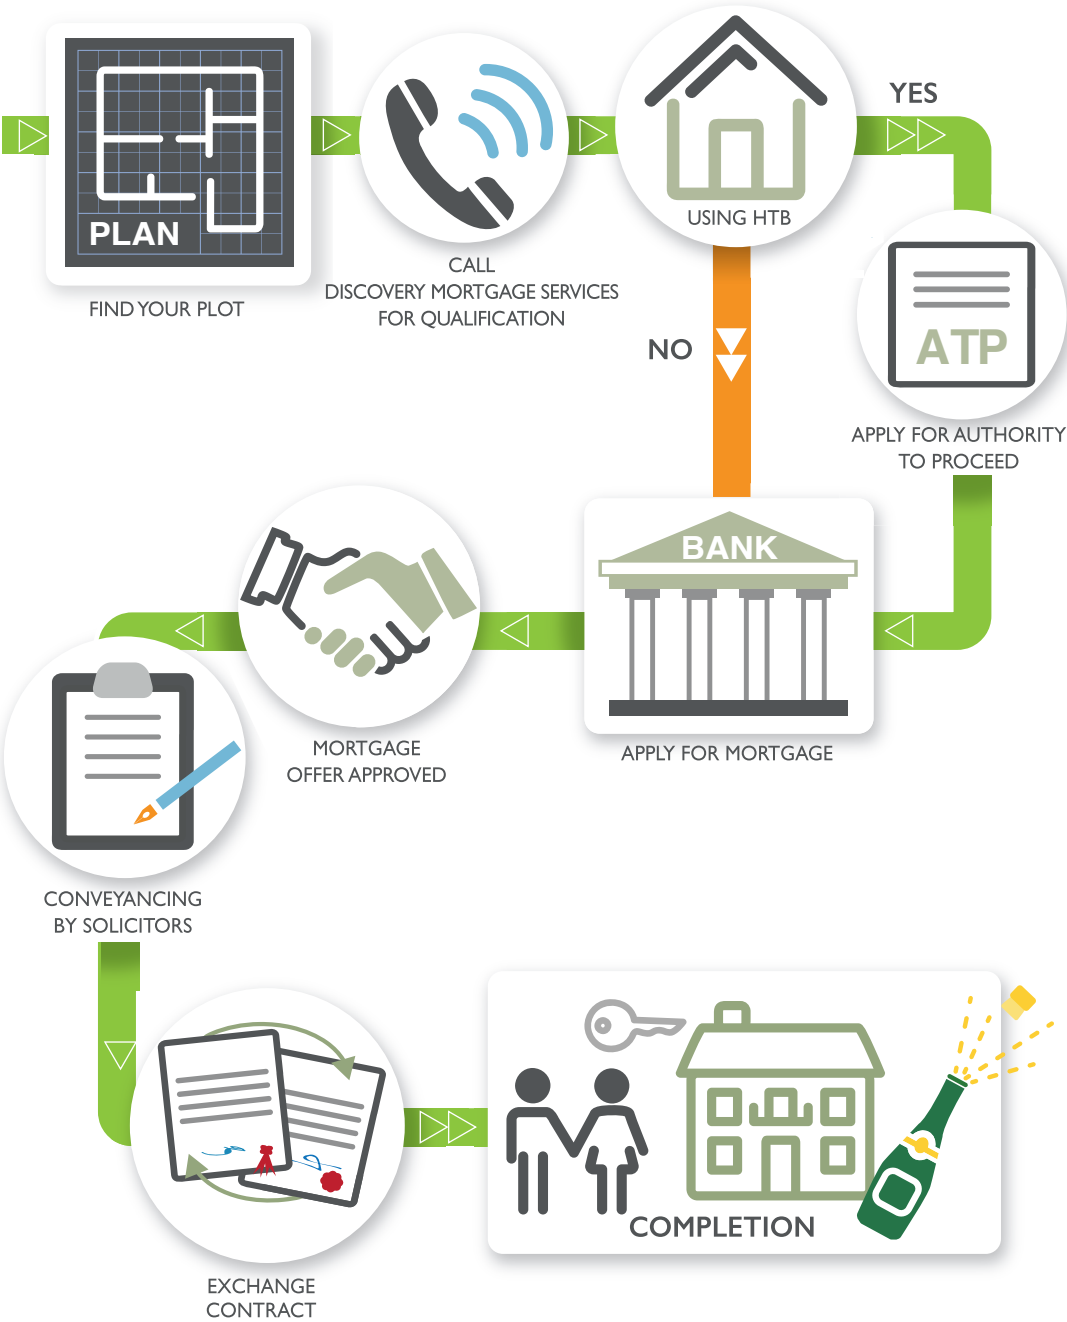 PLAN
FIND YOUR PLOT
CALL
DISCOVERY MORTGAGE SERVICES
FOR QUALIFICATION
USING HTB
YES
NO
ATP
APPLY FOR AUTHORITY
TO PROCEED
BANK
APPLY FOR MORTGAGE
MORTGAGE
OFFER APPROVED
CONVEYANCING
BY SOLICITORS
EXCHANGE
CONTRACT
COMPLETION